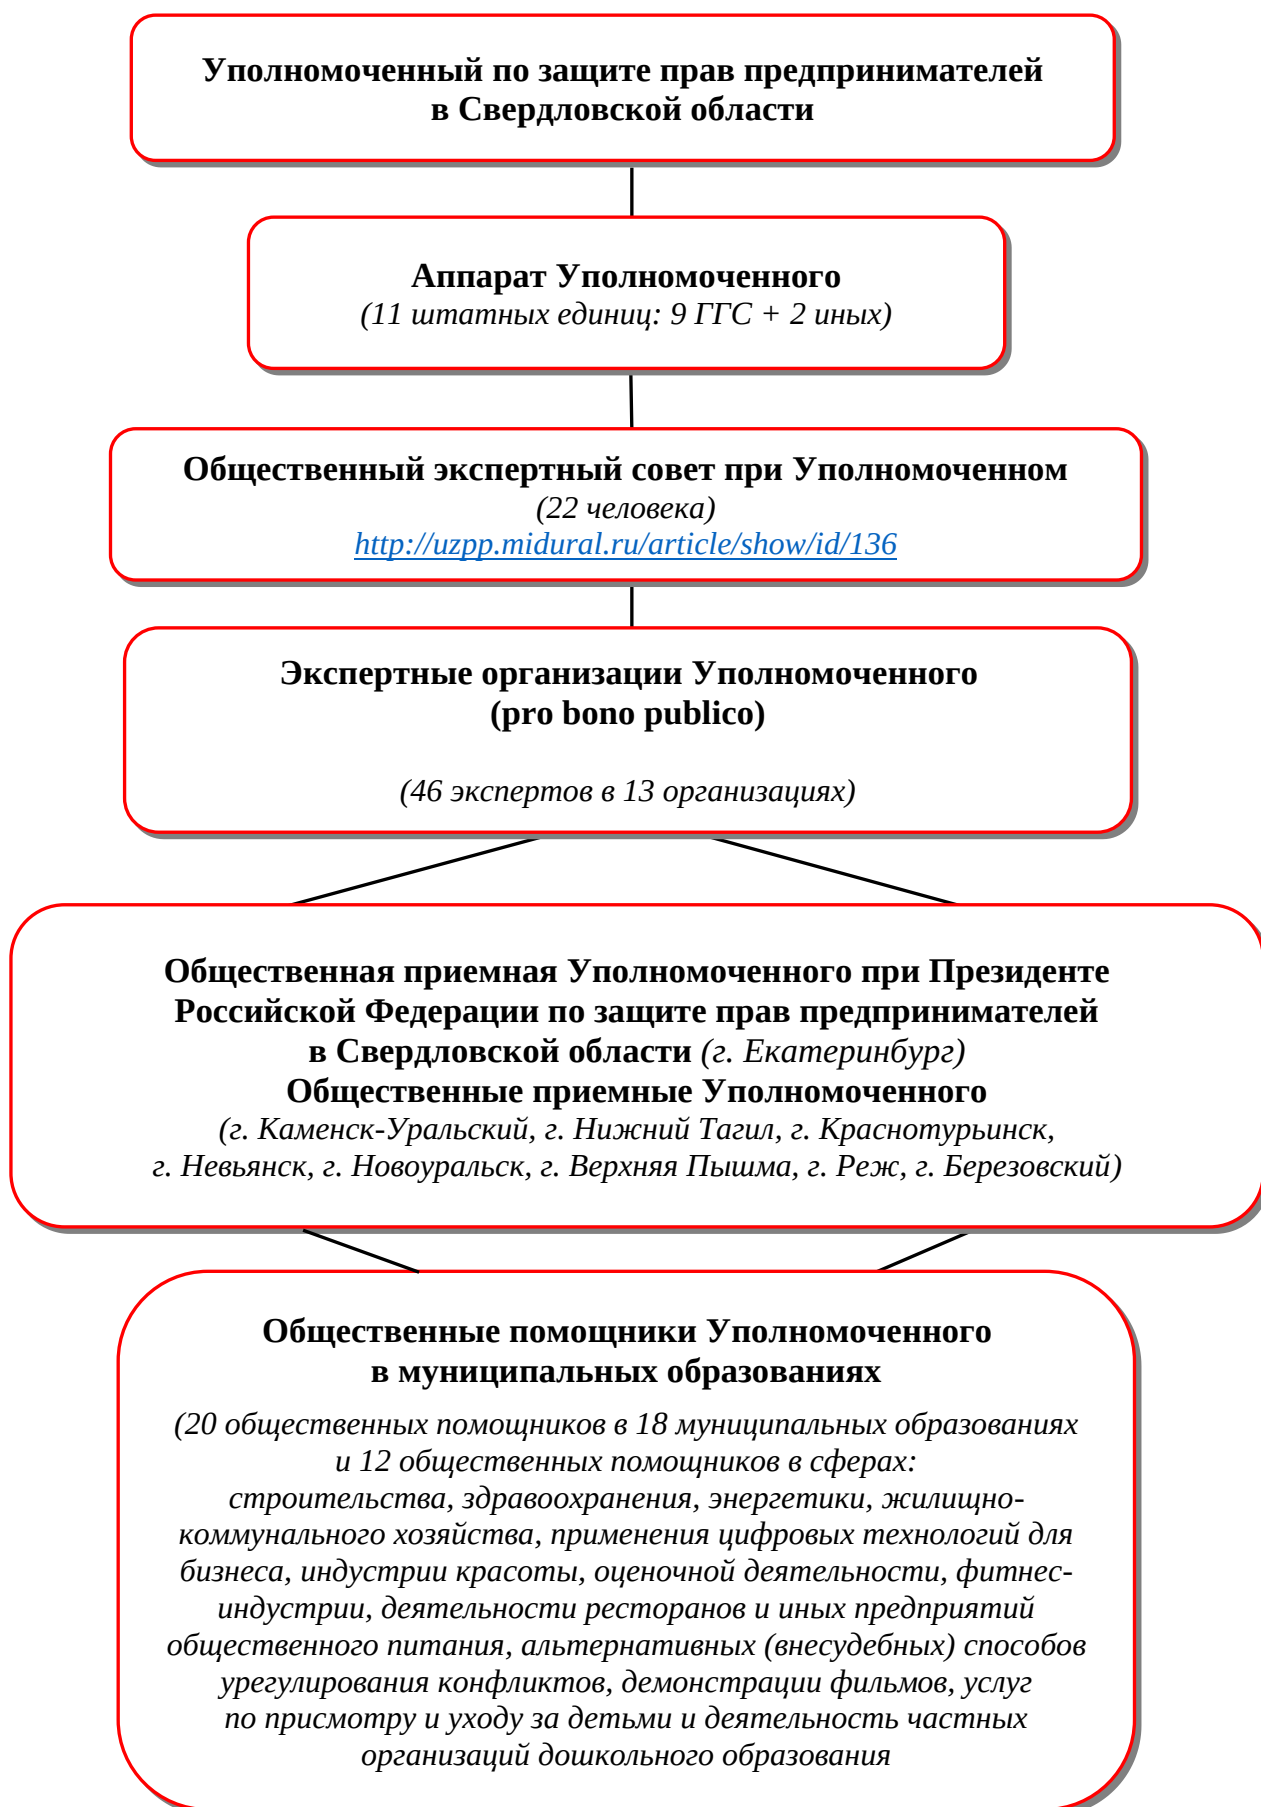 Уполномоченный по защите прав предпринимателей
в Свердловской области
Аппарат Уполномоченного
(11 штатных единиц: 9 ГГС + 2 иных)
Общественный экспертный совет при Уполномоченном
(22 человека)
http://uzpp.midural.ru/article/show/id/136
Экспертные организации Уполномоченного
(pro bono publico)
(46 экспертов в 13 организациях)
Общественная приемная Уполномоченного при Президенте
Российской Федерации по защите прав предпринимателей
в Свердловской области (г. Екатеринбург)
Общественные приемные Уполномоченного
(г. Каменск-Уральский, г. Нижний Тагил, г. Краснотурьинск,
г. Невьянск, г. Новоуральск, г. Верхняя Пышма, г. Реж, г. Березовский)
Общественные помощники Уполномоченного
в муниципальных образованиях
(20 общественных помощников в 18 муниципальных образованиях
и 12 общественных помощников в сферах:
строительства, здравоохранения, энергетики, жилищно-
коммунального хозяйства, применения цифровых технологий для
бизнеса, индустрии красоты, оценочной деятельности, фитнес-
индустрии, деятельности ресторанов и иных предприятий
общественного питания, альтернативных (внесудебных) способов
урегулирования конфликтов, демонстрации фильмов, услуг
по присмотру и уходу за детьми и деятельность частных
организаций дошкольного образования